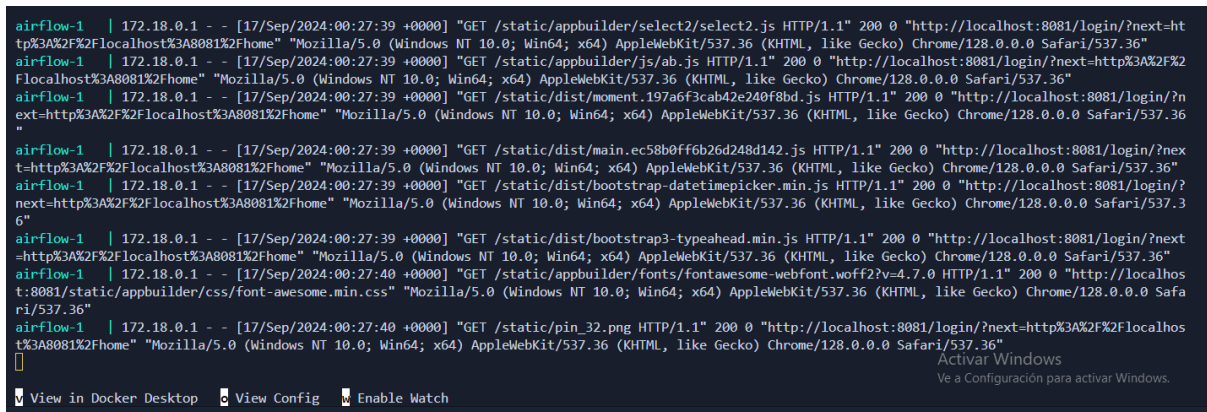 airflow-1 | 172.18.0.1 - - [17/Sep/2024:00:27:39 +0000] "GET /static/appbuilder/select2/select2.js HTTP/1.1" 200 0 "http://localhost:8081/login/?next=ht
tp%3A%2F%2Flocalhost%3A8081%2Fhome" "Mozilla/5.0 (Windows NT 10.0; Win64; x64) AppleWebKit/537.36 (KHTML, like Gecko) Chrome/128.0.0.0 Safari/537.36"
airflow-1 | 172.18.0.1 - - [17/Sep/2024:00:27:39 +0000] "GET /static/appbuilder/js/ab.js HTTP/1.1" 200 0 "http://localhost:8081/login/?next=http%3A%2F%2
Flocalhost%3A8081%2Fhome" "Mozilla/5.0 (Windows NT 10.0; Win64; x64) AppleWebKit/537.36 (KHTML, like Gecko) Chrome/128.0.0.0 Safari/537.36"
airflow-1 | 172.18.0.1 - - [17/Sep/2024:00:27:39 +0000] "GET /static/dist/moment.197a6f3cab42e240f8bd.js HTTP/1.1" 200 0 "http://localhost:8081/login/?n
ext=http%3A%2F%2Flocalhost%3A8081%2Fhome" "Mozilla/5.0 (Windows NT 10.0; Win64; x64) AppleWebKit/537.36 (KHTML, like Gecko) Chrome/128.0.0.0 Safari/537.36
"
airflow-1 | 172.18.0.1 - - [17/Sep/2024:00:27:39 +0000] "GET /static/dist/main.ec58b0ff6b26d248d142.js HTTP/1.1" 200 0 "http://localhost:8081/login/?nex
t=http%3A%2F%2Flocalhost%3A8081%2Fhome" "Mozilla/5.0 (Windows NT 10.0; Win64; x64) AppleWebKit/537.36 (KHTML, like Gecko) Chrome/128.0.0.0 Safari/537.36"
airflow-1 | 172.18.0.1 - - [17/Sep/2024:00:27:39 +0000] "GET /static/dist/bootstrap-datetimepicker.min.js HTTP/1.1" 200 0 "http://localhost:8081/login/?
next=http%3A%2F%2Flocalhost%3A8081%2Fhome" "Mozilla/5.0 (Windows NT 10.0; Win64; x64) AppleWebKit/537.36 (KHTML, like Gecko) Chrome/128.0.0.0 Safari/537.3
6"
airflow-1 | 172.18.0.1 - - [17/Sep/2024:00:27:39 +0000] "GET /static/dist/bootstrap3-typeahead.min.js HTTP/1.1" 200 0 "http://localhost:8081/login/?next
=http%3A%2F%2Flocalhost%3A8081%2Fhome" "Mozilla/5.0 (Windows NT 10.0; Win64; x64) AppleWebKit/537.36 (KHTML, like Gecko) Chrome/128.0.0.0 Safari/537.36"
airflow-1 | 172.18.0.1 - - [17/Sep/2024:00:27:40 +0000] "GET /static/appbuilder/fonts/fontawesome-webfont.woff2?v=4.7.0 HTTP/1.1" 200 0 "http://localhos
t:8081/static/appbuilder/css/font-awesome.min.css" "Mozilla/5.0 (Windows NT 10.0; Win64; x64) AppleWebKit/537.36 (KHTML, like Gecko) Chrome/128.0.0.0 Safa
ri/537.36"
airflow-1 | 172.18.0.1 - - [17/Sep/2024:00:27:40 +0000] "GET /static/pin_32.png HTTP/1.1" 200 0 "http://localhost:8081/login/?next=http%3A%2F%2Flocalhos
t%3A8081%2Fhome" "Mozilla/5.0 (Windows NT 10.0; Win64; x64) AppleWebKit/537.36 (KHTML, like Gecko) Chrome/128.0.0.0 Safari/537.36"
Activar Windows
Ve a Configuración para activar Windows.
v View in Docker Desktop o View Config w Enable Watch